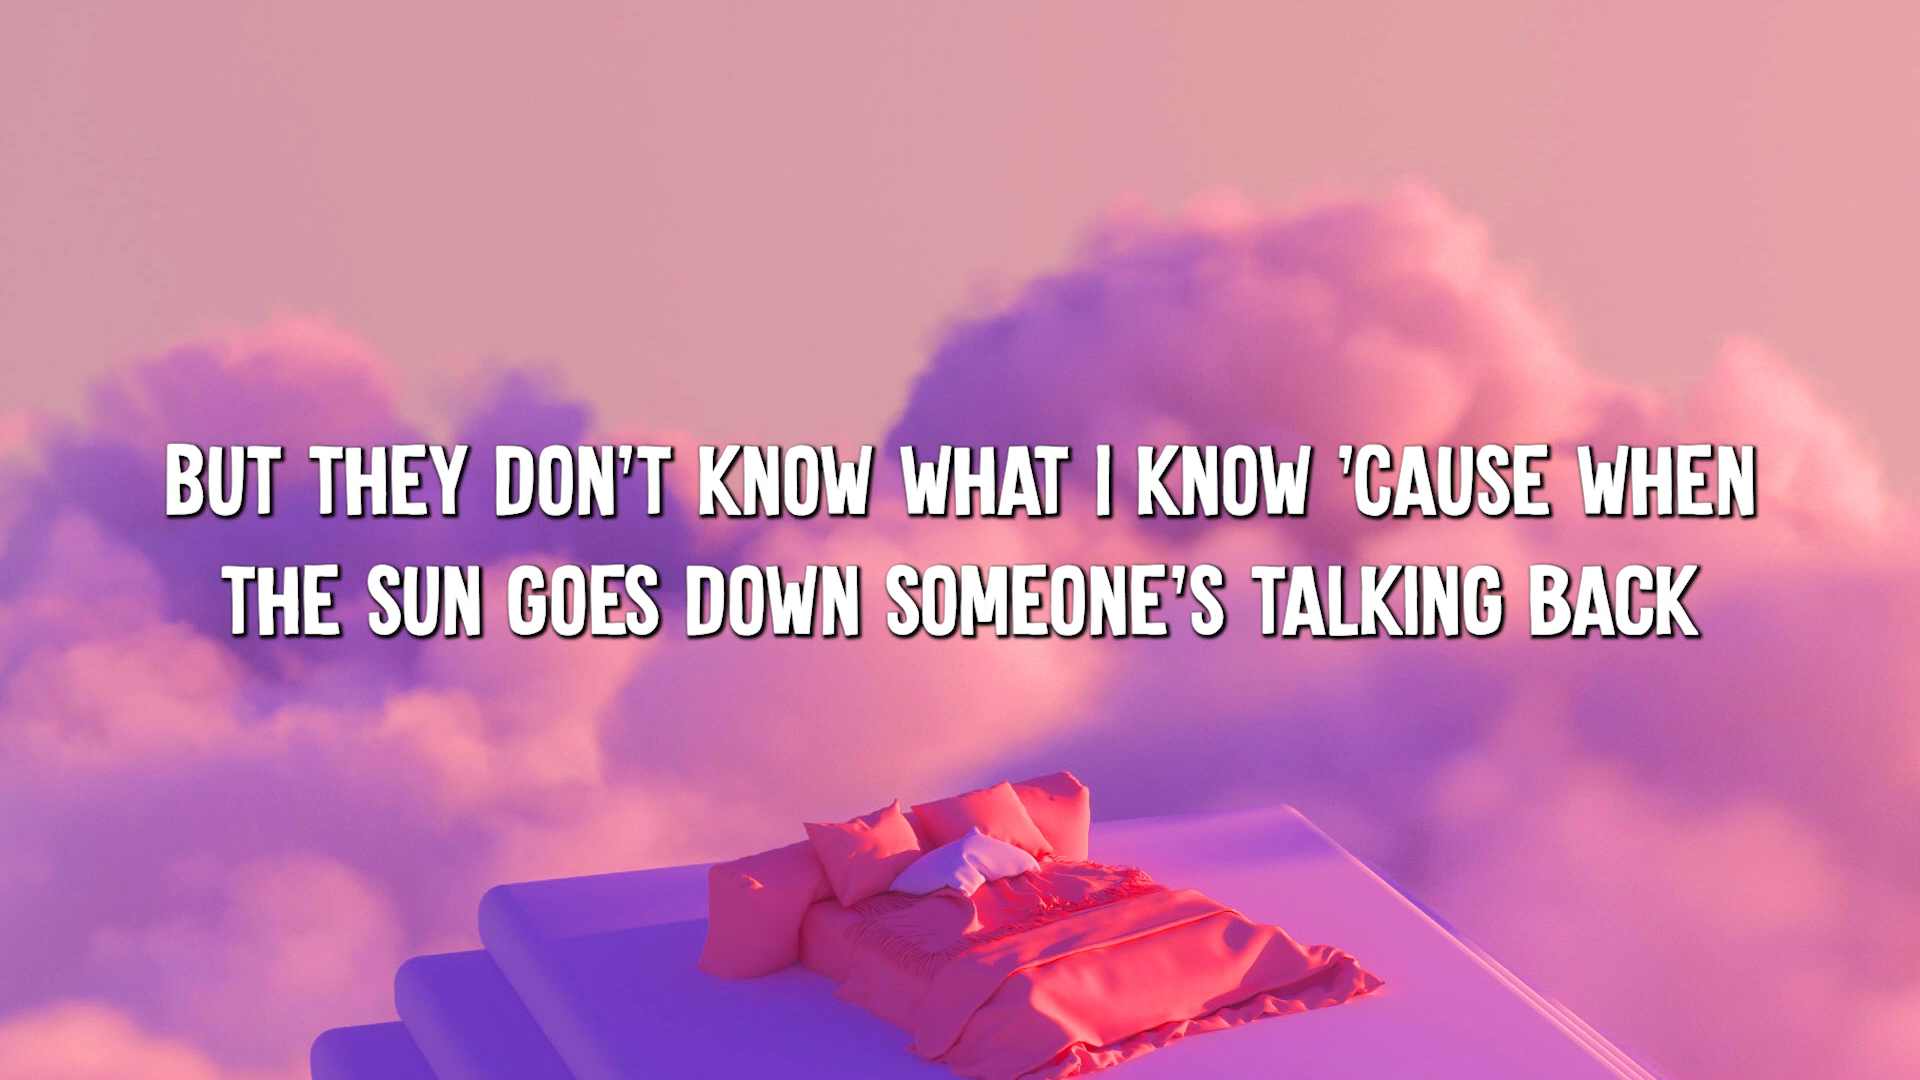 BUT THEY DON'T KNOW WHAT I KNOW 'CAUSE WHEN
THE SUN GOES DOWN SOMEONE'S TALKING BACK